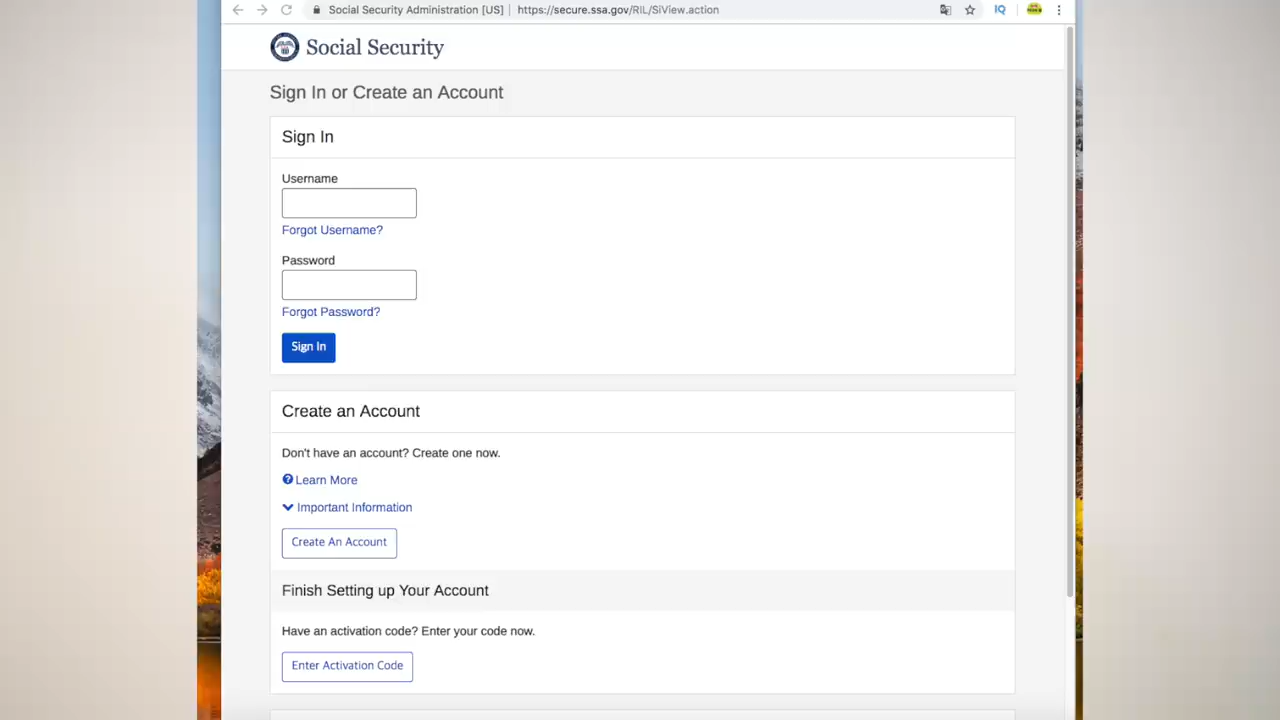 Social Security Administration [US] | https://secure.ssa.gov/RIL/SiView.action
Social Security
Sign In or Create an Account
Sign In
Username
Forgot Username?
Password
Forgot Password?
Sign In
Create an Account
Don't have an account? Create one now.
Learn More
Important Information
Create An Account
Finish Setting up Your Account
Have an activation code? Enter your code now.
Enter Activation Code